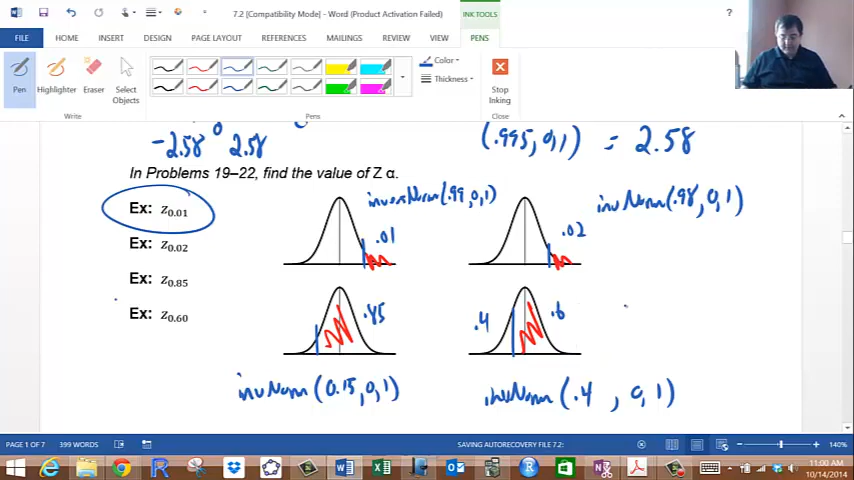 7.2 [Compatibility Mode] - Word (Product Activation Failed)
INK TOOLS
FILE HOME INSERT DESIGN PAGE LAYOUT REFERENCES MAILINGS REVIEW VIEW PENS
Pen Highlighter Eraser Select Objects
Color
Thickness
Stop Inking
Write Pens Close
-2.58 0 2.58
(.995, 0, 1) = 2.58
In Problems 19–22, find the value of Z α.
Ex: Z0.01
Ex: Z0.02
Ex: Z0.85
Ex: Z0.60
inversNorm(.99, 0, 1)
.01
invNorm(.98, 0, 1)
.02
.85
.4 .6
invNorm(0.15, 0, 1)
invNorm(.4 , 0, 1)
PAGE 1 OF 7 399 WORDS SAVING AUTORECOVERY FILE 7.2: 140%
11:00 AM
10/14/2014